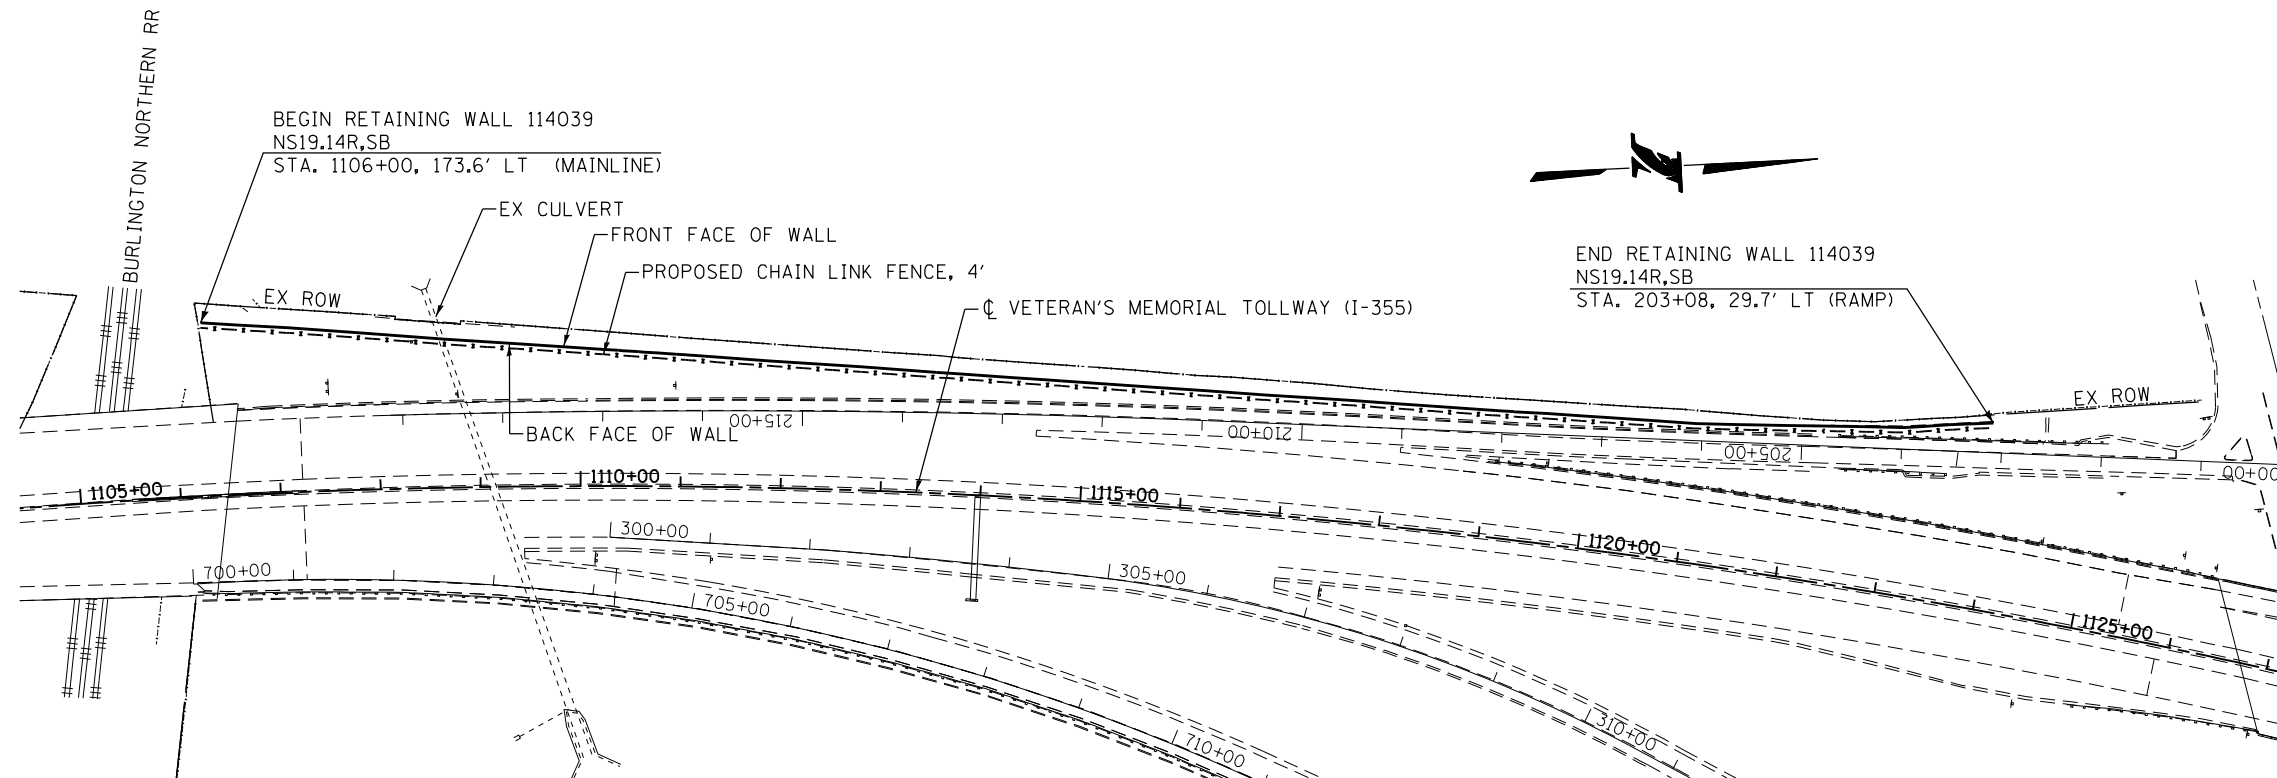 BURLINGTON NORTHERN RR
BEGIN RETAINING WALL 114039
NS19.14R,SB
STA. 1106+00, 173.6' LT (MAINLINE)
EX CULVERT
FRONT FACE OF WALL
PROPOSED CHAIN LINK FENCE, 4'
℄ VETERAN'S MEMORIAL TOLLWAY (I-355)
END RETAINING WALL 114039
NS19.14R,SB
STA. 203+08, 29.7' LT (RAMP)
EX ROW
EX ROW
BACK FACE OF WALL
215+00
210+00
205+00
1105+00
1110+00
1115+00
1120+00
1125+00
300+00
305+00
310+00
700+00
705+00
710+00